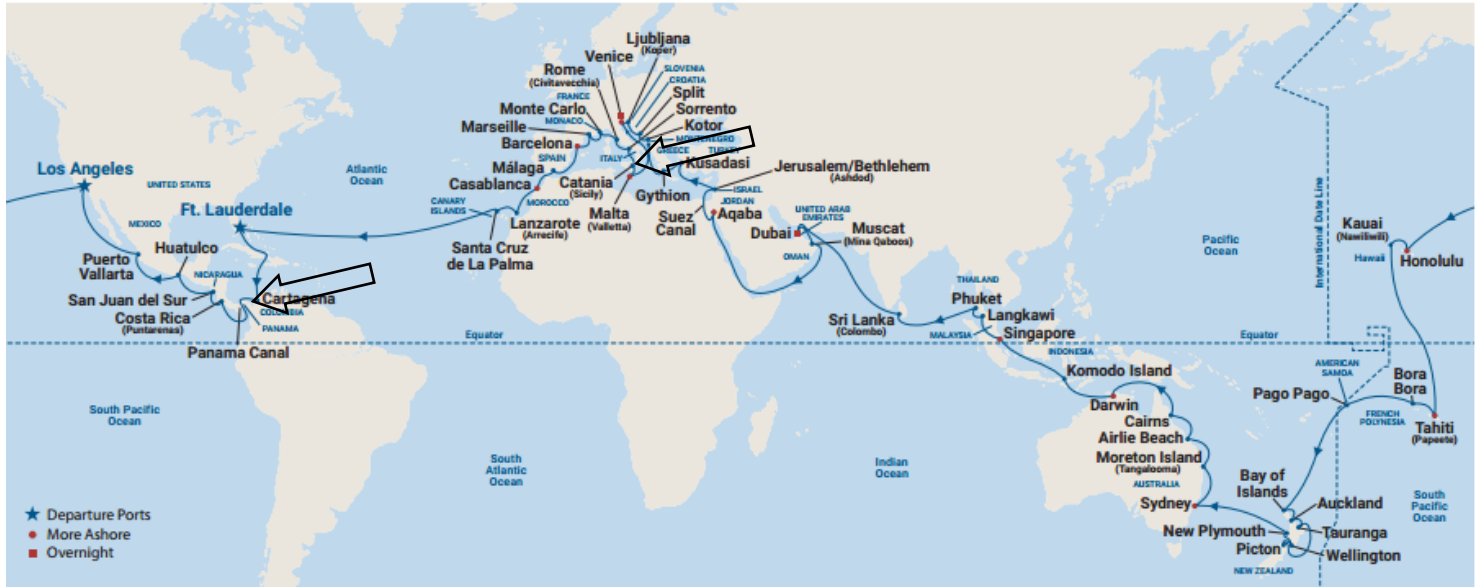 Ljubljana
(Koper)
Venice
SLOVENIA
Rome
(Civitavecchia)
CROATIA
Split
FRANCE
Monte Carlo
Sorrento
MONACO
Marseille
Kotor
Barcelona
MONTENEGRO
ITALY
GREECE
TURKEY
SPAIN
Kusadasi
Los Angeles
Atlantic
Ocean
Málaga
Jerusalem/Bethlehem
(Ashdod)
UNITED STATES
Casablanca
Catania
(Sicily)
Gythion
ISRAEL
JORDAN
CANARY
ISLANDS
MOROCCO
Ft. Lauderdale
Lanzarote
(Arrecife)
Malta
(Valletta)
Suez
Canal
Aqaba
UNITED ARAB
EMIRATES
Dubai
Muscat
(Mina Qaboos)
OMAN
MEXICO
Huatulco
Puerto
Vallarta
Santa Cruz
de La Palma
Pacific
Ocean
International Date Line
Kauai
(Nawiliwili)
Hawaii
Honolulu
NICARAGUA
San Juan del Sur
Cartagena
COLOMBIA
Costa Rica
(Puntarenas)
PANAMA
Panama Canal
THAILAND
Phuket
Langkawi
Sri Lanka
(Colombo)
MALAYSIA
Singapore
Equator
Equator
INDONESIA
Komodo Island
AMERICAN
SAMOA
Bora
Bora
Pago Pago
FRENCH
POLYNESIA
Tahiti
(Papeete)
South Pacific
Ocean
Darwin
Cairns
Airlie Beach
Moreton Island
(Tangalooma)
AUSTRALIA
South
Atlantic
Ocean
Indian
Ocean
Sydney
Bay of
Islands
Auckland
Tauranga
New Plymouth
Picton
Wellington
NEW ZEALAND
South
Pacific
Ocean
Departure Ports
More Ashore
Overnight